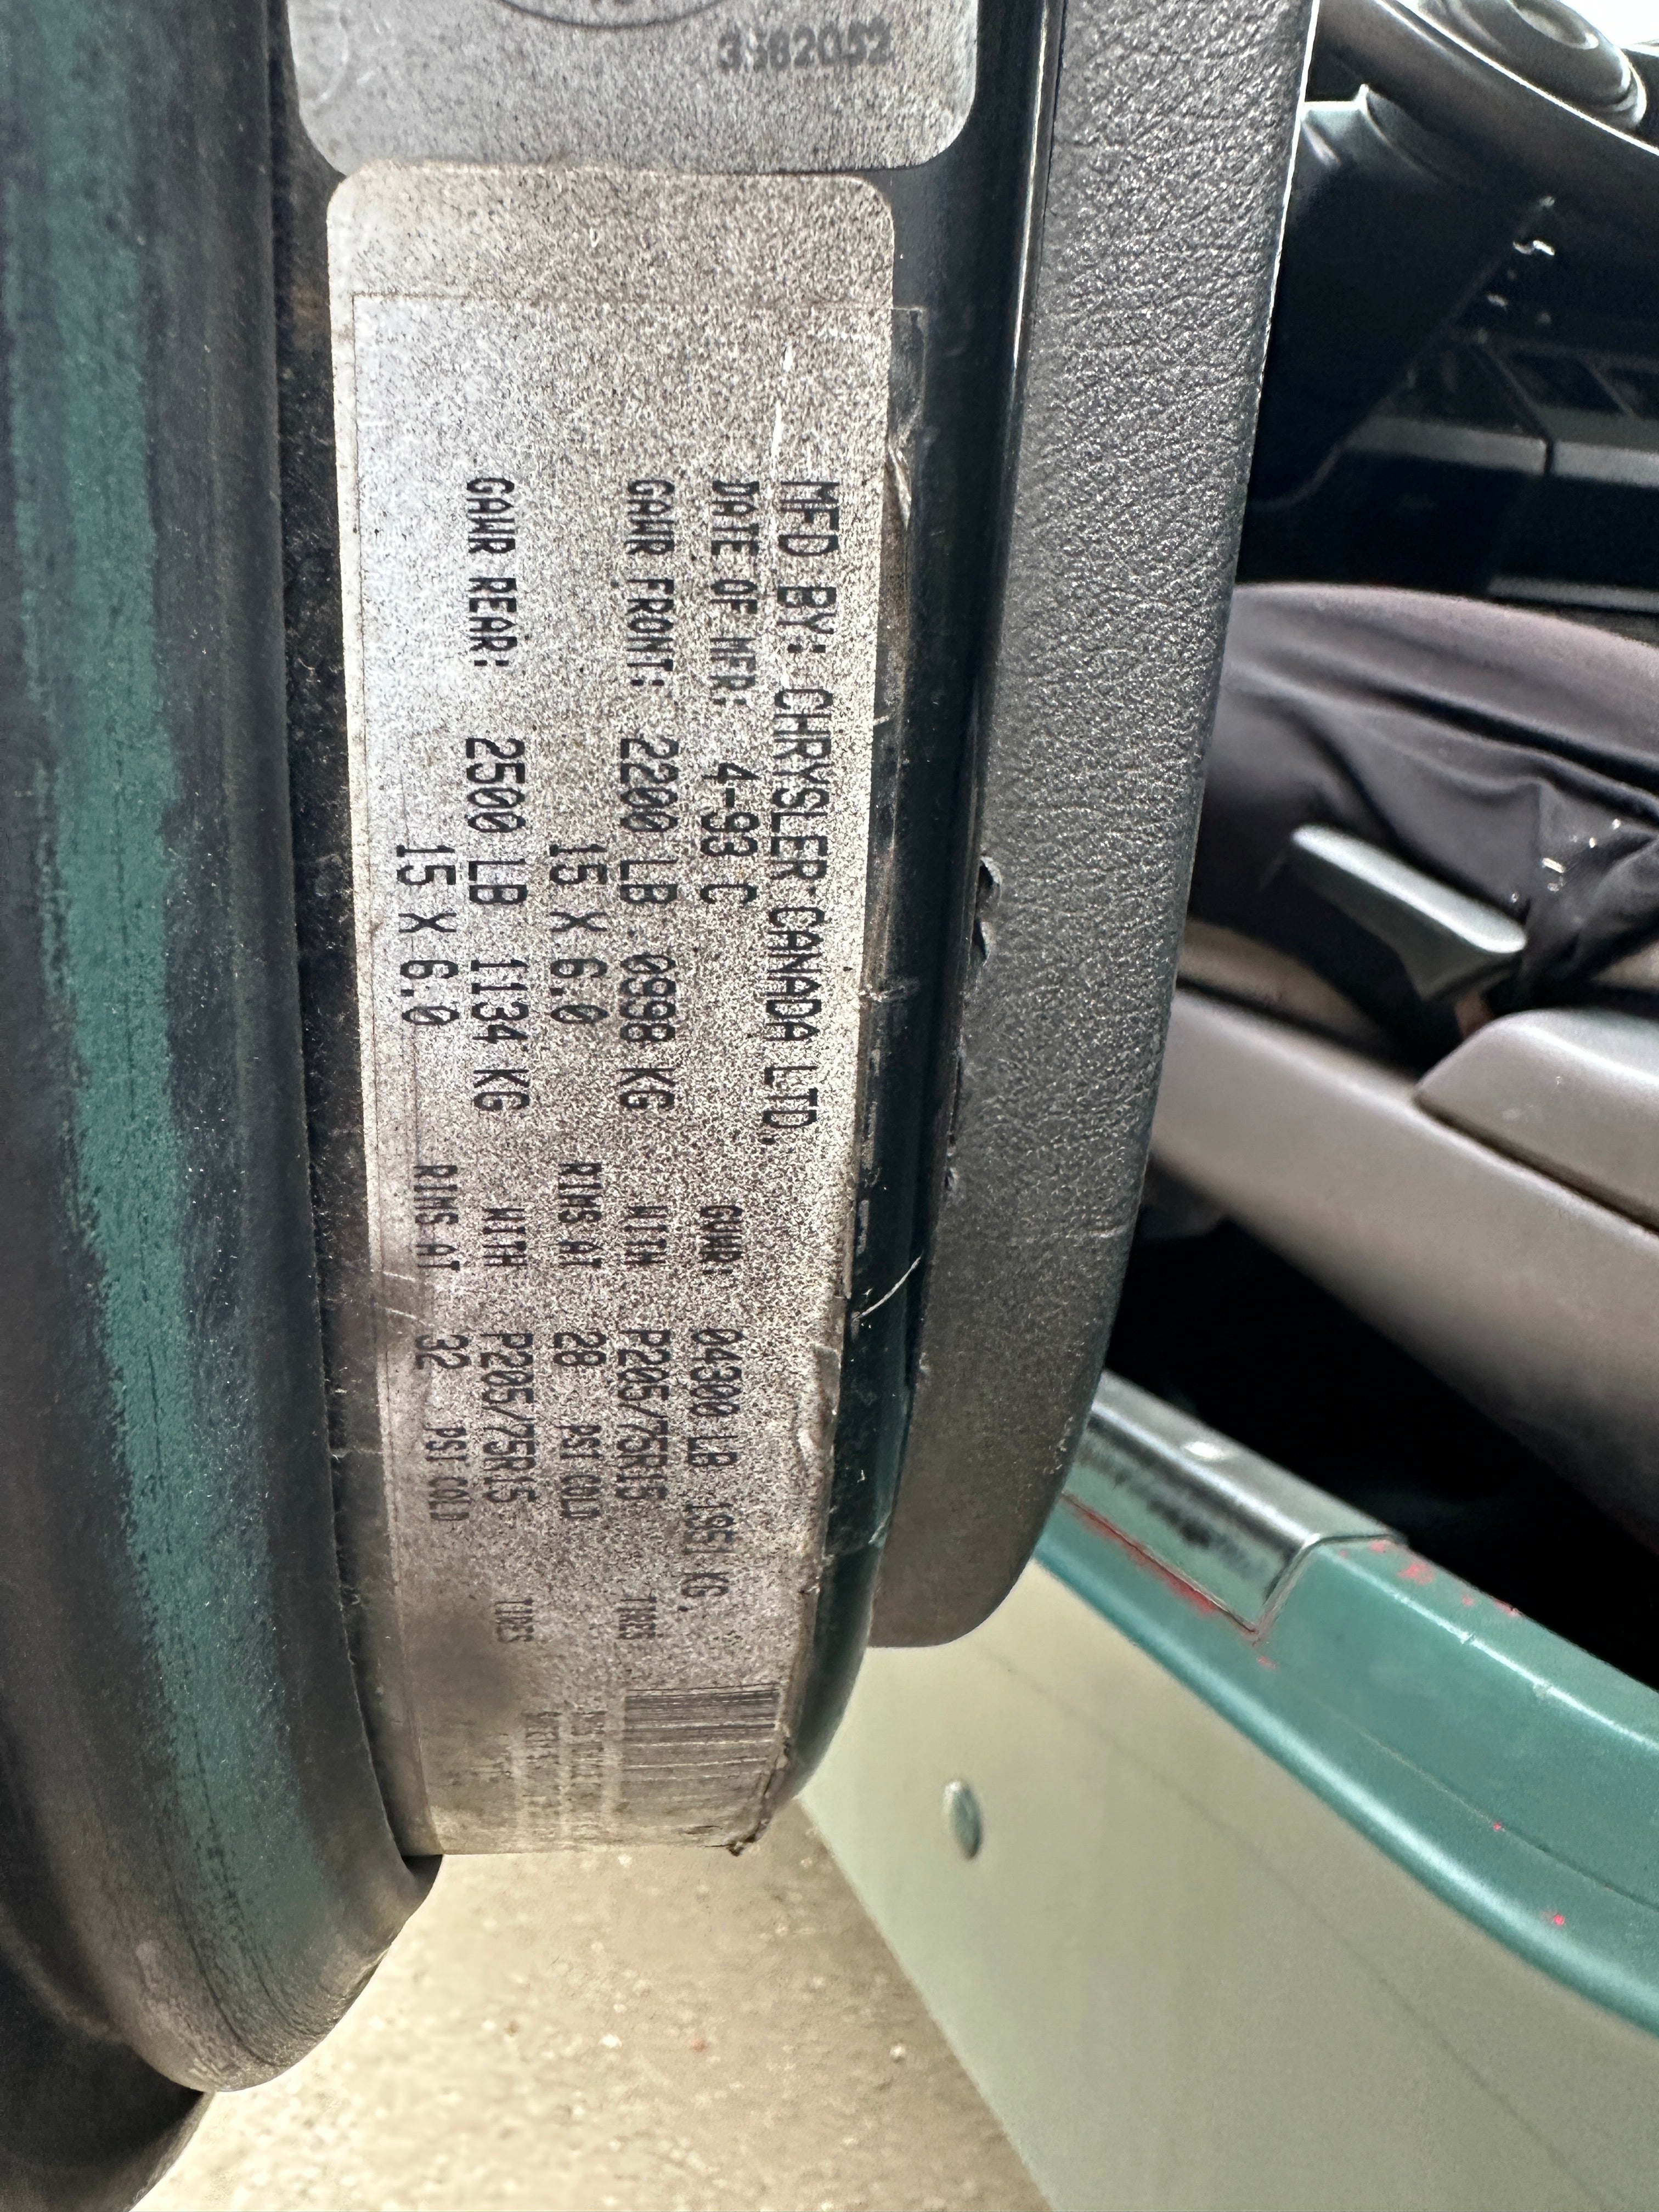 MFD BY: CHRYSLER CANADA LTD.
DATE OF MFR: 4-93 C GVWR: 04300 LB 1951 KG,
GAWR FRONT: 2200 LB 0998 KG WITH P205/75R15 TIRES
15 X 6.0 RIMS AT 28 PSI COLD
GAWR REAR: 2500 LB 1134 KG WITH P205/75R15 TIRES
15 X 6.0 RIMS AT 32 PSI COLD